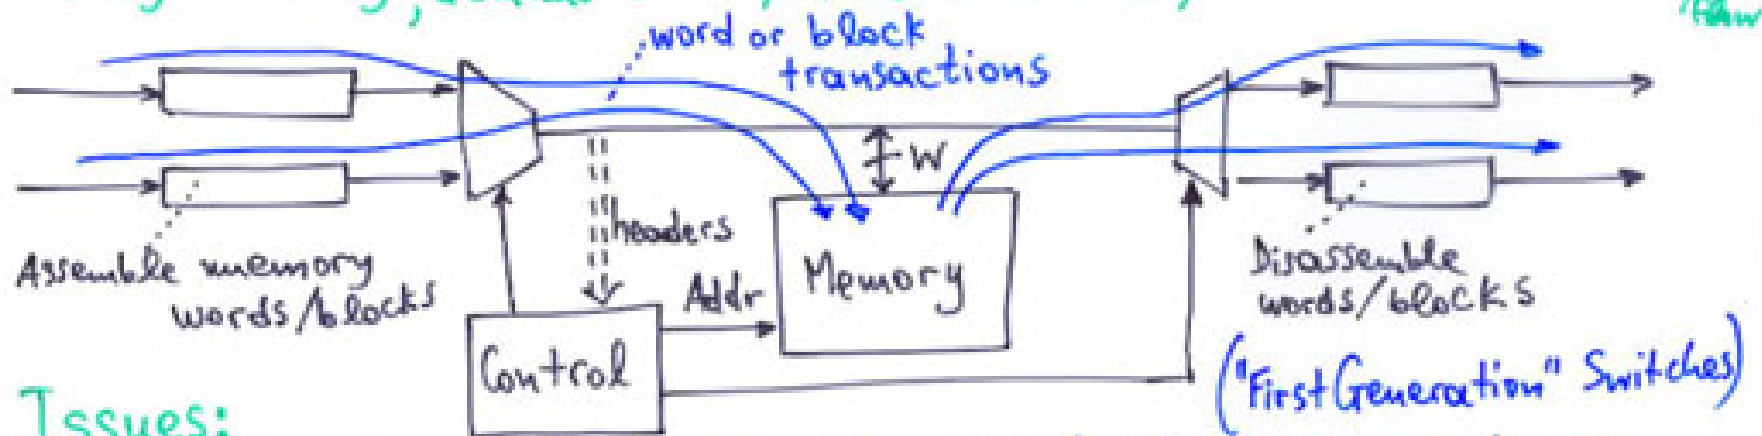 word or block
transactions
W
headers
Assemble memory
words/blocks
Addr
Memory
Disassemble
words/blocks
Control
("First Generation" Switches)
Issues: